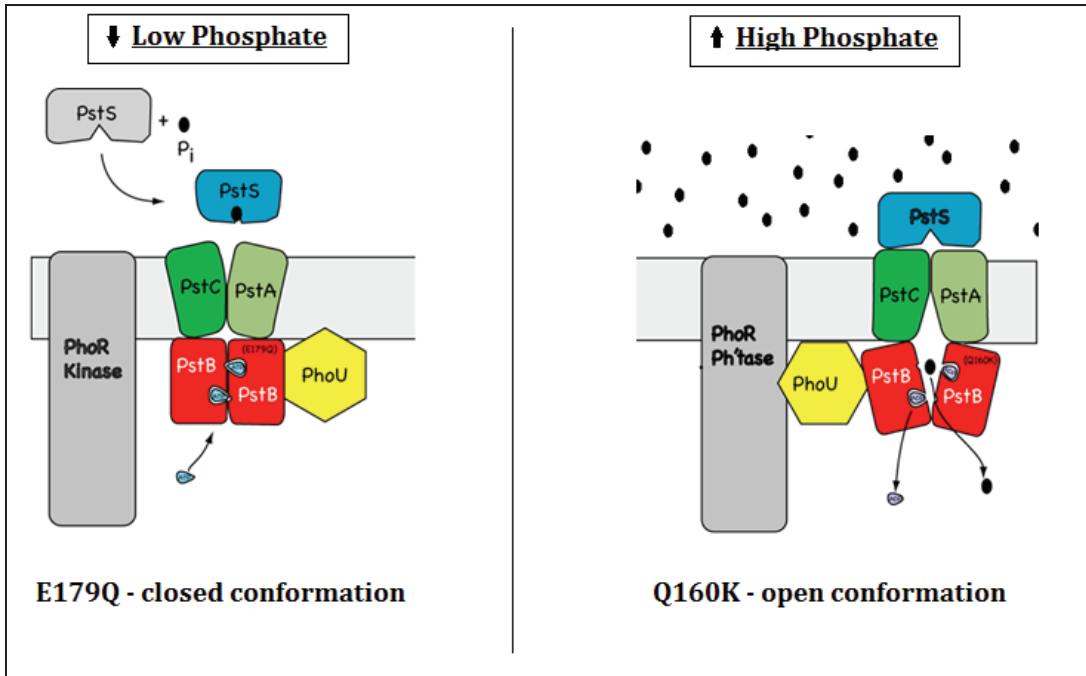 Low Phosphate
PstS
+
Pi
PstS
PstC
PstA
PhoR
Kinase
PstB
(E179Q)
PstB
PhoU
E179Q - closed conformation
High Phosphate
PstS
PstC
PstA
PhoR
Ph'tase
PhoU
PstB
(Q160K)
PstB
Q160K - open conformation